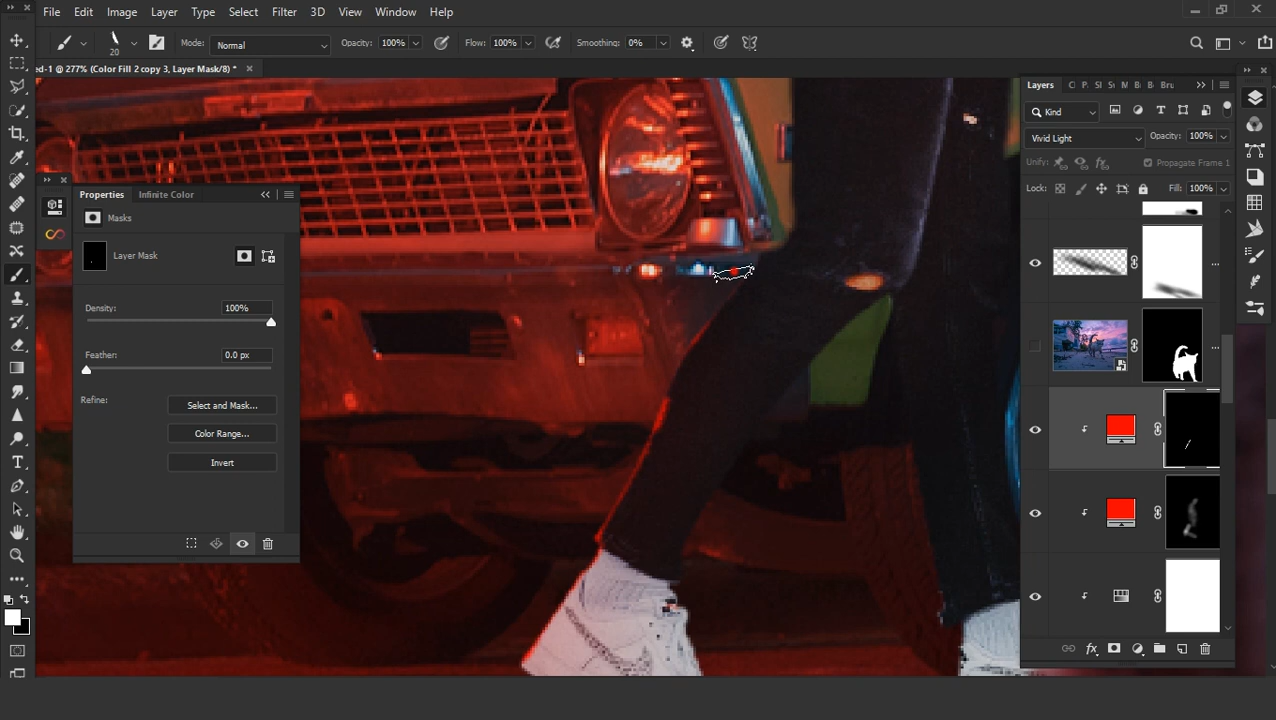 File Edit Image Layer Type Select Filter 3D View Window Help
20 Mode: Normal Opacity: 100% Flow: 100% Smoothing: 0%
ed-1 @ 277% (Color Fill 2 copy 3, Layer Mask/8) *
Properties Infinite Color
Masks
Layer Mask
Density: 100%
Feather: 0.0 px
Refine: Select and Mask...
Color Range...
Invert
Layers C P. Sl S M B B Bru
Kind
Vivid Light Opacity: 100%
Unify: Propagate Frame 1
Lock: Fill: 100%
fx